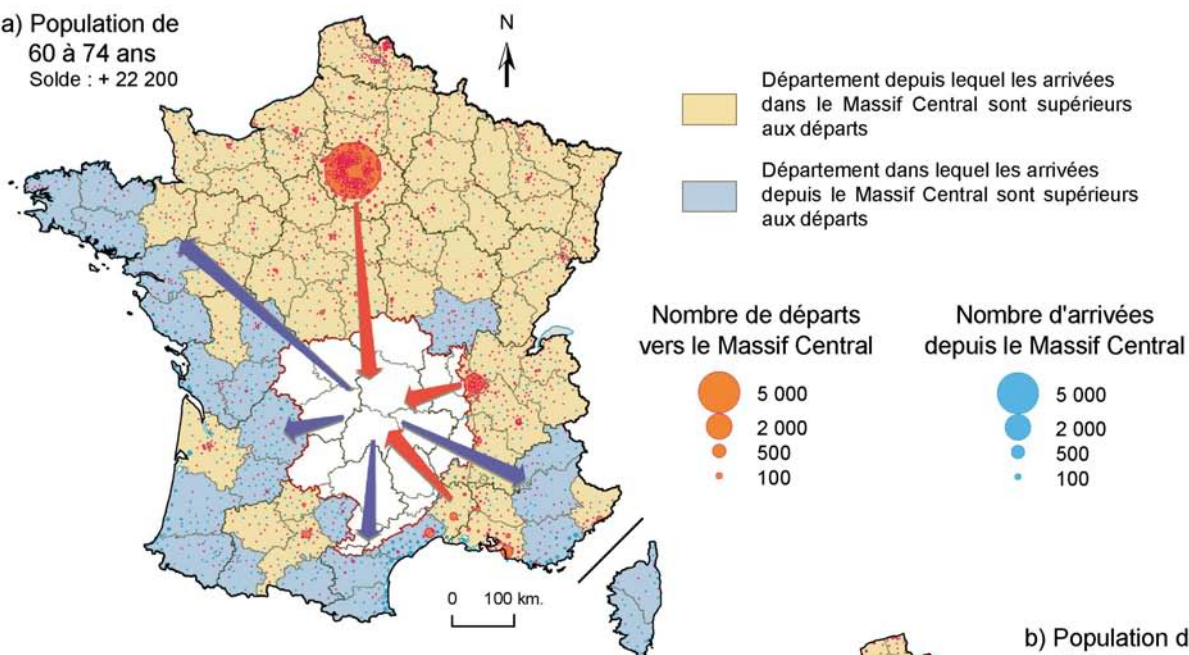 a) Population de
60 à 74 ans
Solde : + 22 200
N
Département depuis lequel les arrivées
dans le Massif Central sont supérieurs
aux départs
Département dans lequel les arrivées
depuis le Massif Central sont supérieurs
aux départs
Nombre de départs
vers le Massif Central
5 000
2 000
500
100
Nombre d'arrivées
depuis le Massif Central
5 000
2 000
500
100
0 100 km.
b) Population d